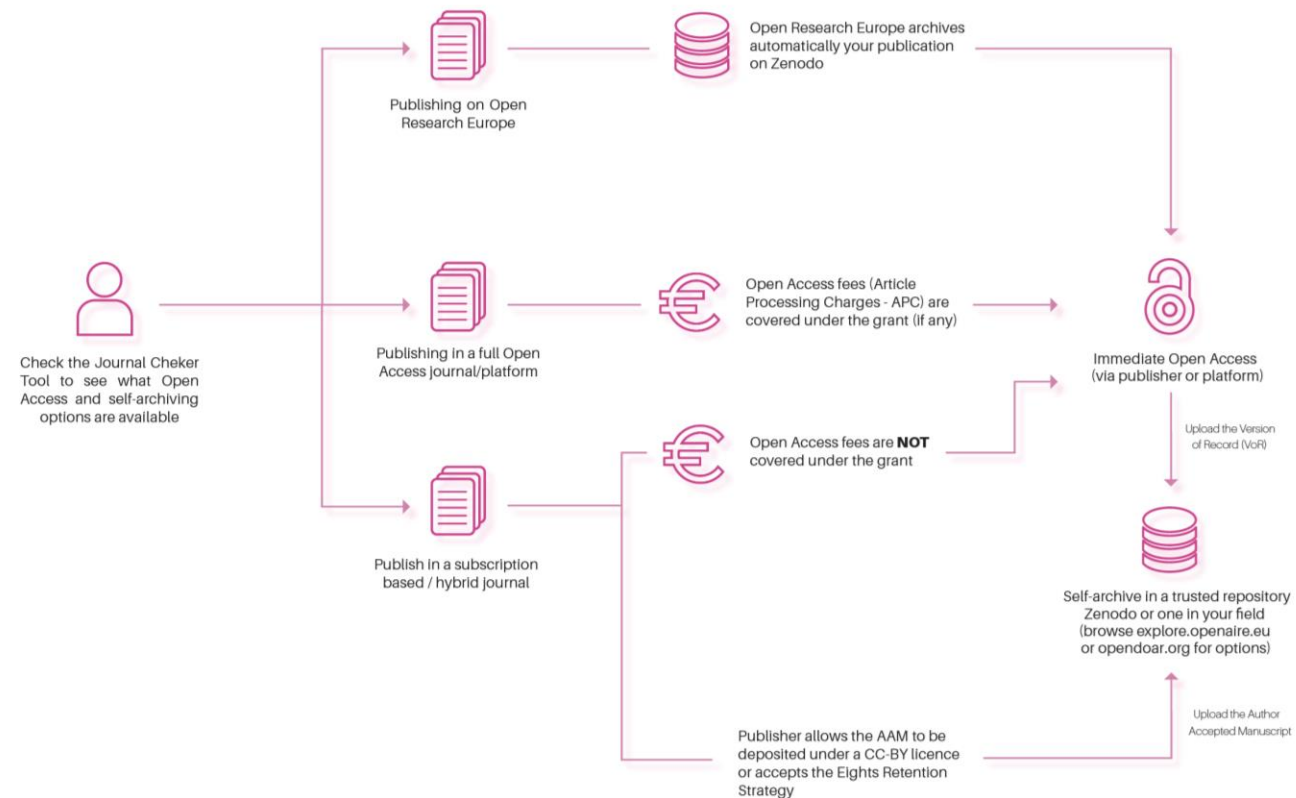 Open Research Europe archives
automatically your publication
on Zenodo
Publishing on Open
Research Europe
Check the Journal Cheker
Tool to see what Open
Access and self-archiving
options are available
Publishing in a full Open
Access journal/platform
Open Access fees (Article
Processing Charges - APC) are
covered under the grant (if any)
Immediate Open Access
(via publisher or platform)
Publish in a subscription
based / hybrid journal
Open Access fees are NOT
covered under the grant
Upload the Version
of Record (VoR)
Self-archive in a trusted repository
Zenodo or one in your field
(browse explore.openaire.eu
or opendoar.org for options)
Publisher allows the AAM to be
deposited under a CC-BY licence
or accepts the Eights Retention
Strategy
Upload the Author
Accepted Manuscript